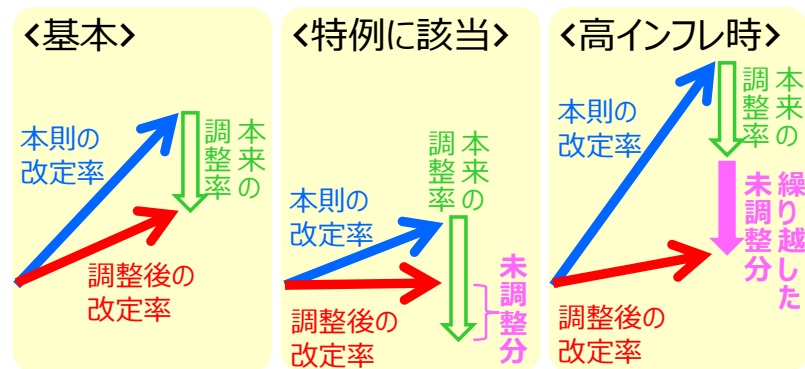 <基本>
本則の
改定率
本来の
調整率
調整後の
改定率
<特例に該当>
本来の
調整率
本則の
改定率
未調整分
調整後の
改定率
<高インフレ時>
本則の
改定率
本来の
調整率
繰り越した
未調整分
調整後の
改定率